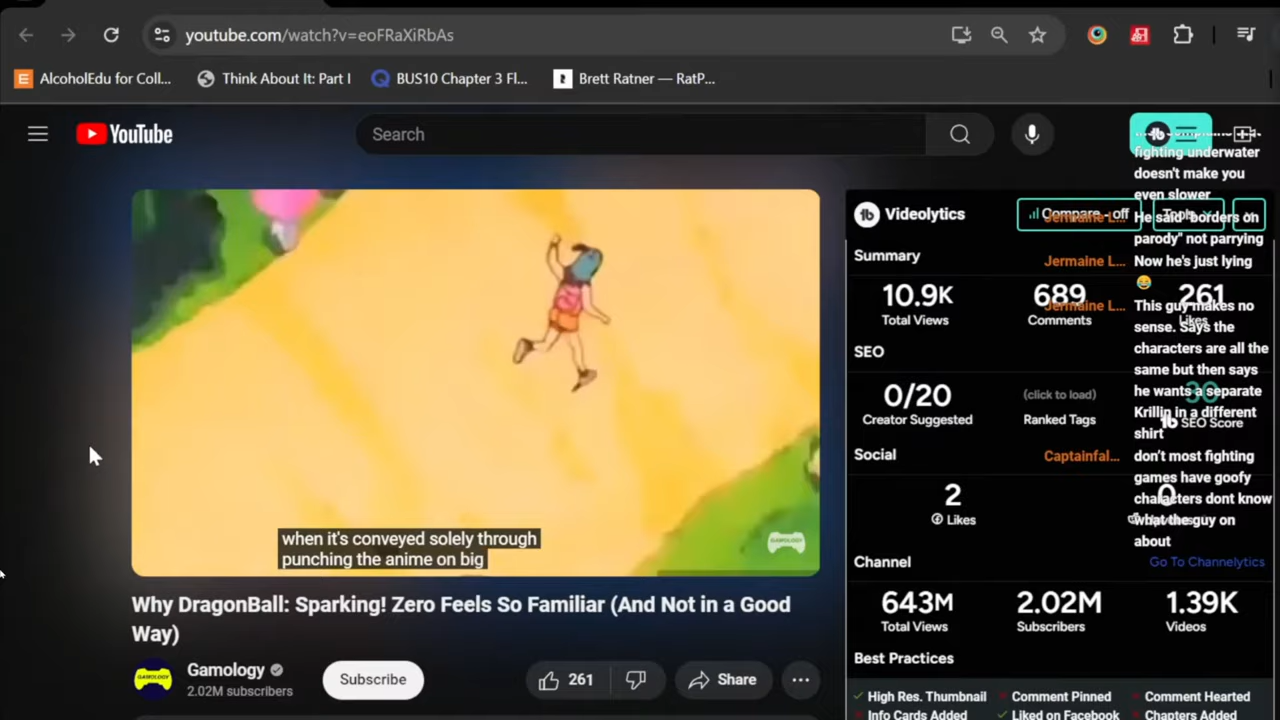 youtube.com/watch?v=eoFRaXiRbAs
AlcoholEdu for Coll...
Think About It: Part I
BUS10 Chapter 3 Fl...
Brett Ratner — RatP...
YouTube
Search
when it's conveyed solely through
punching the anime on big
GAMOLOGY
Why DragonBall: Sparking! Zero Feels So Familiar (And Not in a Good
Way)
Gamology
2.02M subscribers
Subscribe
261
Share
Videolytics
Compare - off
Tools
Summary
10.9K
Total Views
689
Comments
261
Likes
SEO
0/20
Creator Suggested
(click to load)
Ranked Tags
30
SEO Score
Social
2
Likes
0
Channel
Go To Channelytics
643M
Total Views
2.02M
Subscribers
1.39K
Videos
Best Practices
High Res. Thumbnail
Comment Pinned
Comment Hearted
Info Cards Added
Liked on Facebook
Chapters Added
fighting underwater
doesn't make you
even slower
Jermaine L...
He said "borders on
parody" not parrying
Jermaine L...
Now he's just lying
😂
Jermaine L...
This guy makes no
sense. Says the
characters are all the
same but then says
he wants a separate
Krillin in a different
shirt
Captainfal...
don't most fighting
games have goofy
characters dont know
what the guy on
about